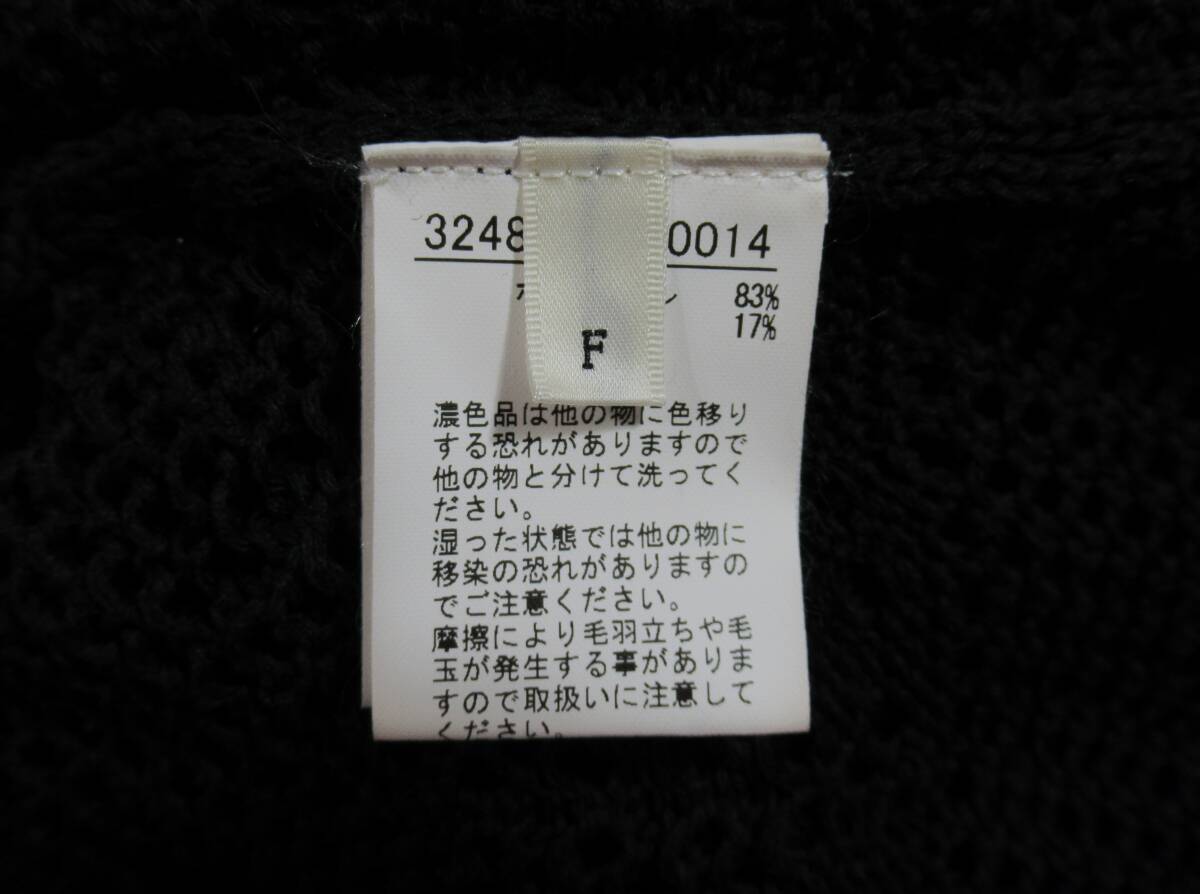 3248 0014
83%
17%
F
濃色品は他の物に色移り
する恐れがありますので
他の物と分けて洗ってく
ださい。
湿った状態では他の物に
移染の恐れがありますの
でご注意ください。
摩擦により毛羽立ちや毛
玉が発生する事がありま
すので取扱いに注意して
ください。